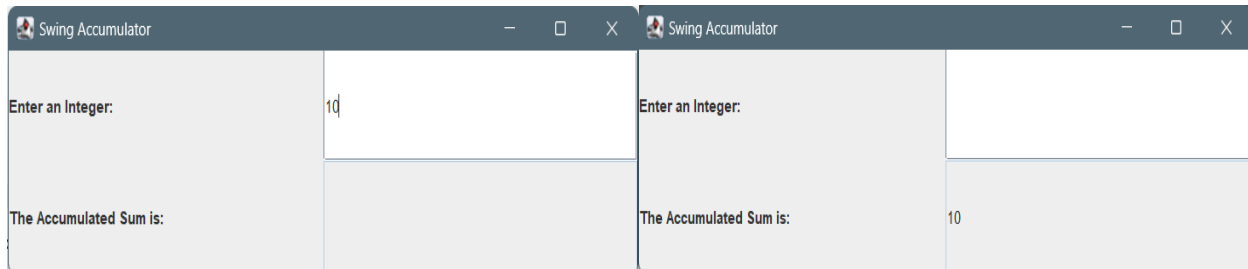 Swing Accumulator
Enter an Integer: 10
The Accumulated Sum is:
Swing Accumulator
Enter an Integer:
The Accumulated Sum is: 10